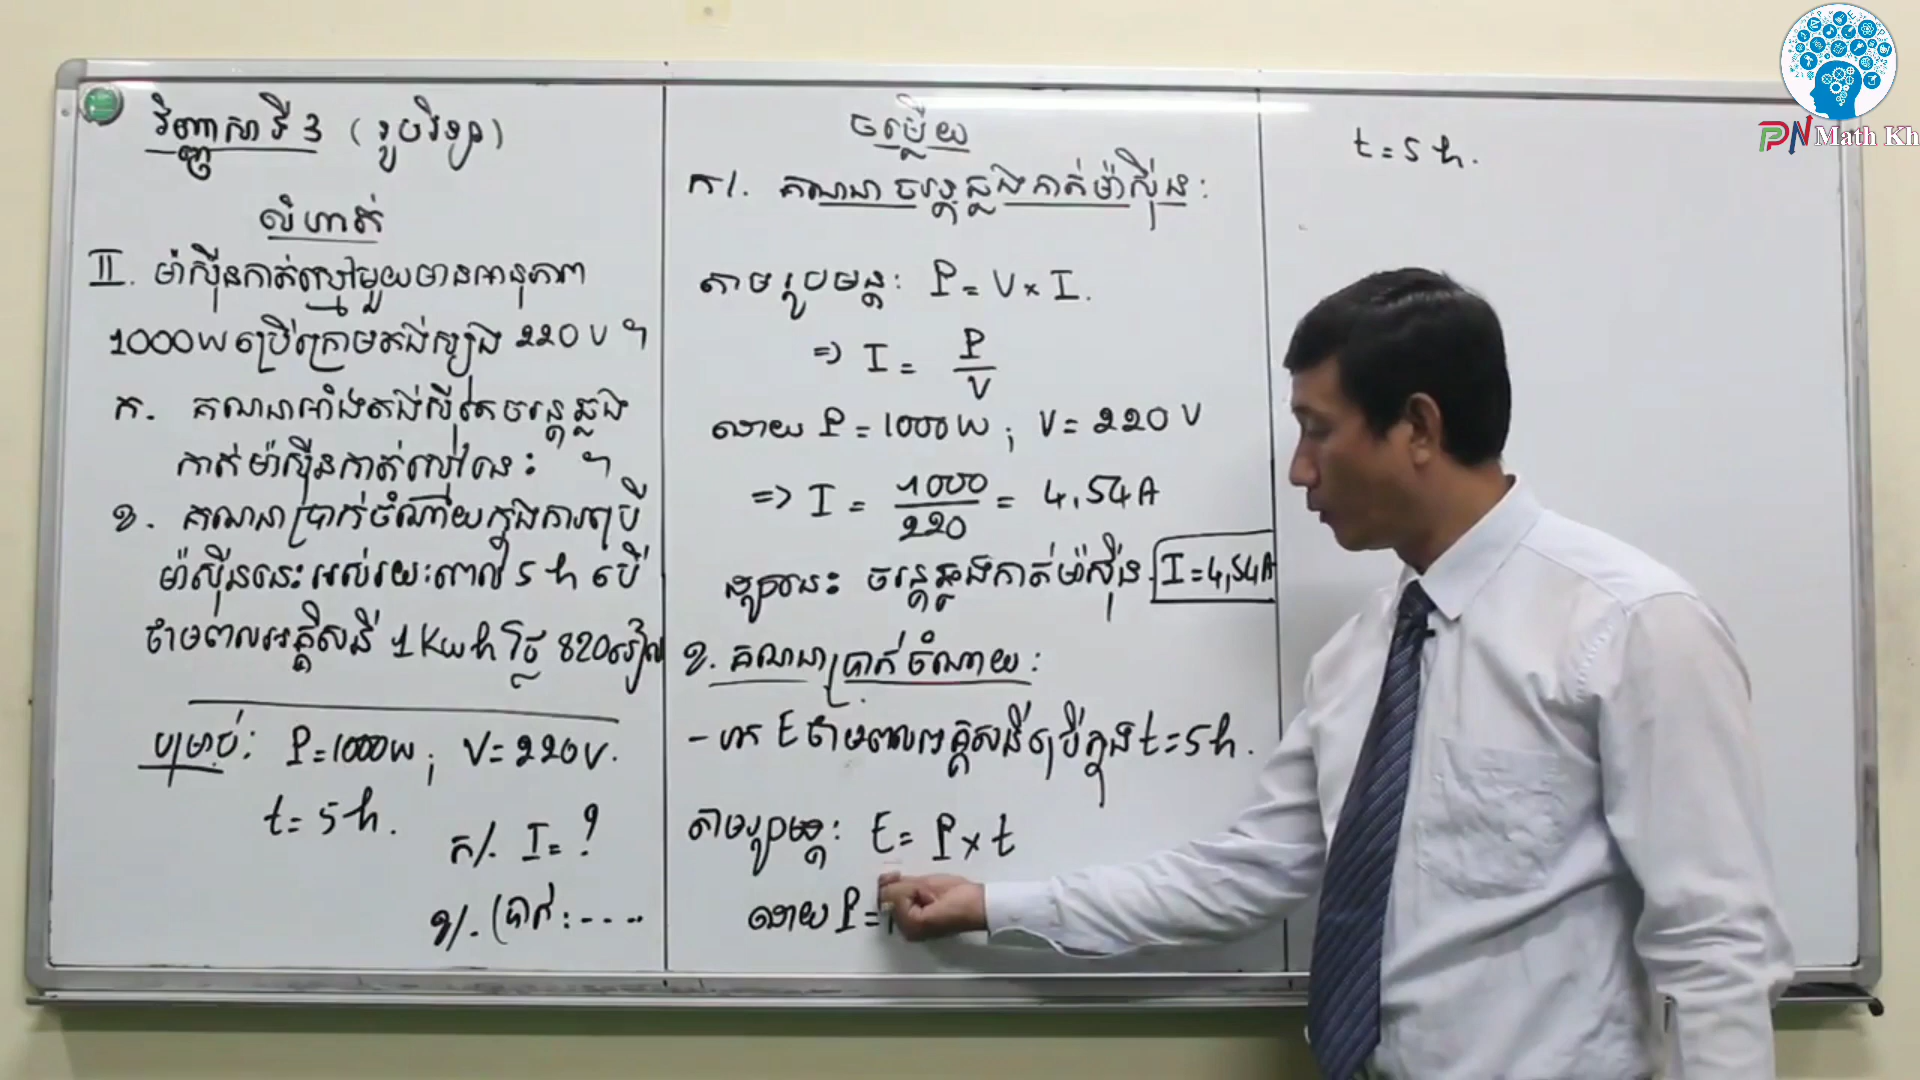 វិញ្ញាសាទី 3 (រូបវិទ្យា)
លំហាត់
II. ម៉ាស៊ីនកាត់ស្មៅមួយមានអានុភាព
1000W ប្រើក្រោមតង់ស្យុង 220V ។
ក. គណនាអាំងតង់ស៊ីតេចរន្តឆ្លង
កាត់ម៉ាស៊ីនកាត់ស្មៅនេះ ។
ខ. គណនាប្រាក់ចំណាយក្នុងការប្រើ
ម៉ាស៊ីននេះអស់រយៈពេល 5h បើ
ថាមពលអគ្គិសនី 1Kwh ថ្លៃ 820រៀល
បម្រាប់: P=1000W ; V=220V.
t=5h.
ក/. I=?
ខ/. ប្រាក់:----
ចម្លើយ
ក/. គណនាចរន្តឆ្លងកាត់ម៉ាស៊ីន:
តាមរូបមន្ត: P=V×I.
=> I = P/V
ដោយ P=1000W ; V=220V
=> I = 1000/220 = 4,54A
ដូចនេះ ចរន្តឆ្លងកាត់ម៉ាស៊ីន I=4,54A
ខ. គណនាប្រាក់ចំណាយ:
- រក E ថាមពលអគ្គិសនីប្រើក្នុង t=5h.
តាមរូបមន្ត: E= P×t
ដោយ P=
t=5h.
PN Math Kh